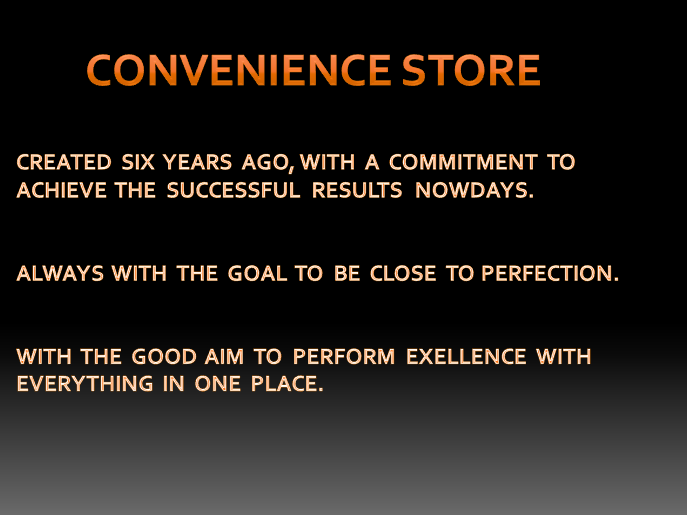 CONVENIENCE STORE
CREATED SIX YEARS AGO, WITH A COMMITMENT TO
ACHIEVE THE SUCCESSFUL RESULTS NOWDAYS.
ALWAYS WITH THE GOAL TO BE CLOSE TO PERFECTION.
WITH THE GOOD AIM TO PERFORM EXELLENCE WITH
EVERYTHING IN ONE PLACE.